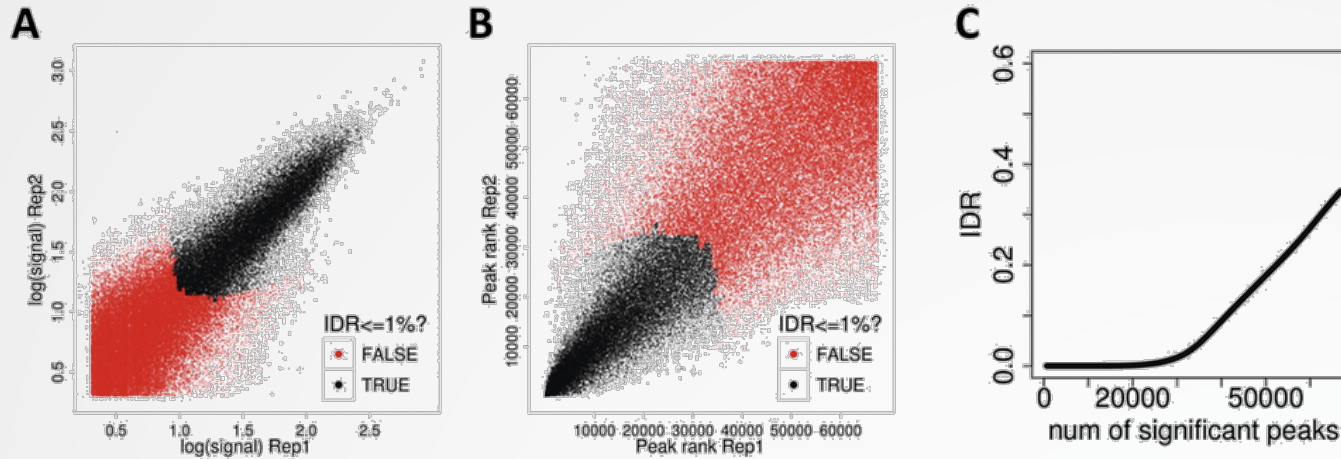 A
3.0
2.5
2.0
1.5
1.0
0.5
log(signal) Rep2
IDR<=1%?
FALSE
TRUE
0.5 1.0 1.5 2.0 2.5
log(signal) Rep1
B
60000
50000
40000
30000
20000
10000
Peak rank Rep2
IDR<=1%?
FALSE
TRUE
10000 20000 30000 40000 50000 60000
Peak rank Rep1
C
0.6
0.4
0.2
0.0
IDR
0 20000 50000
num of significant peaks